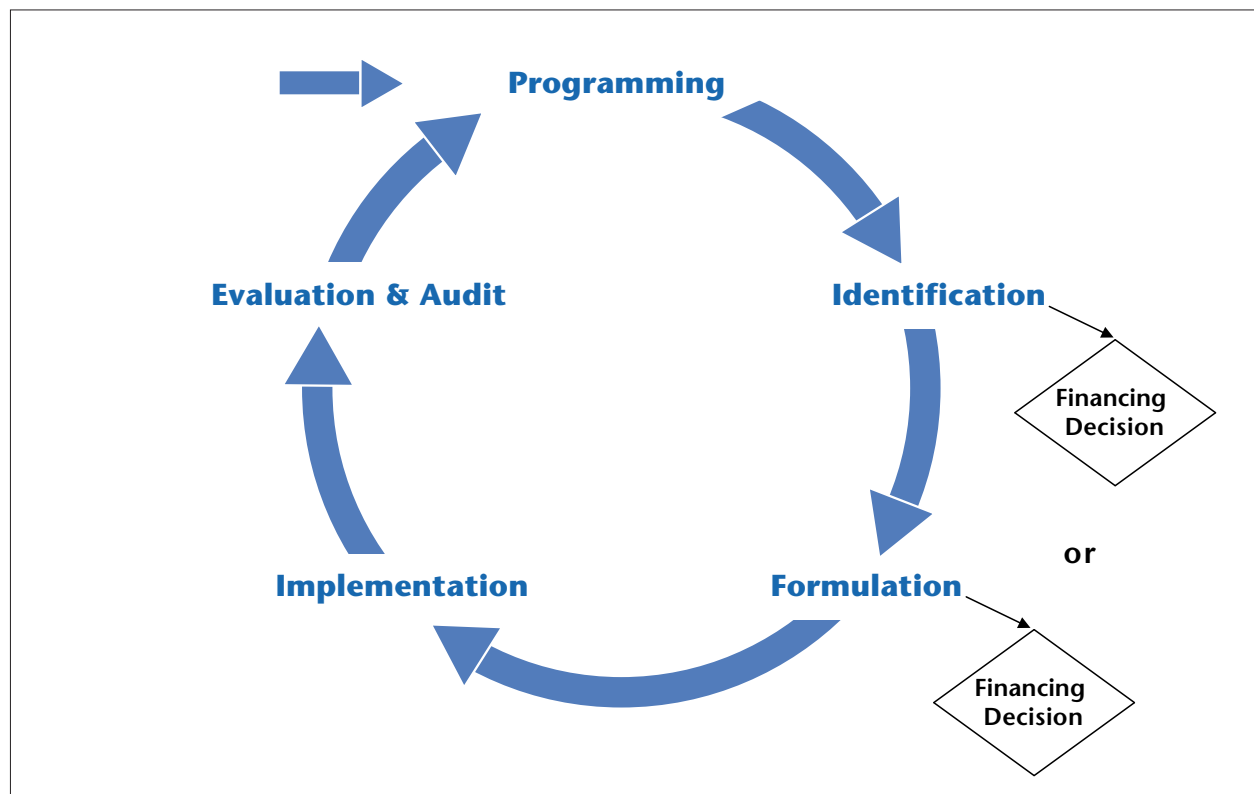 Programming
Evaluation & Audit
Identification
Financing
Decision
or
Implementation
Formulation
Financing
Decision